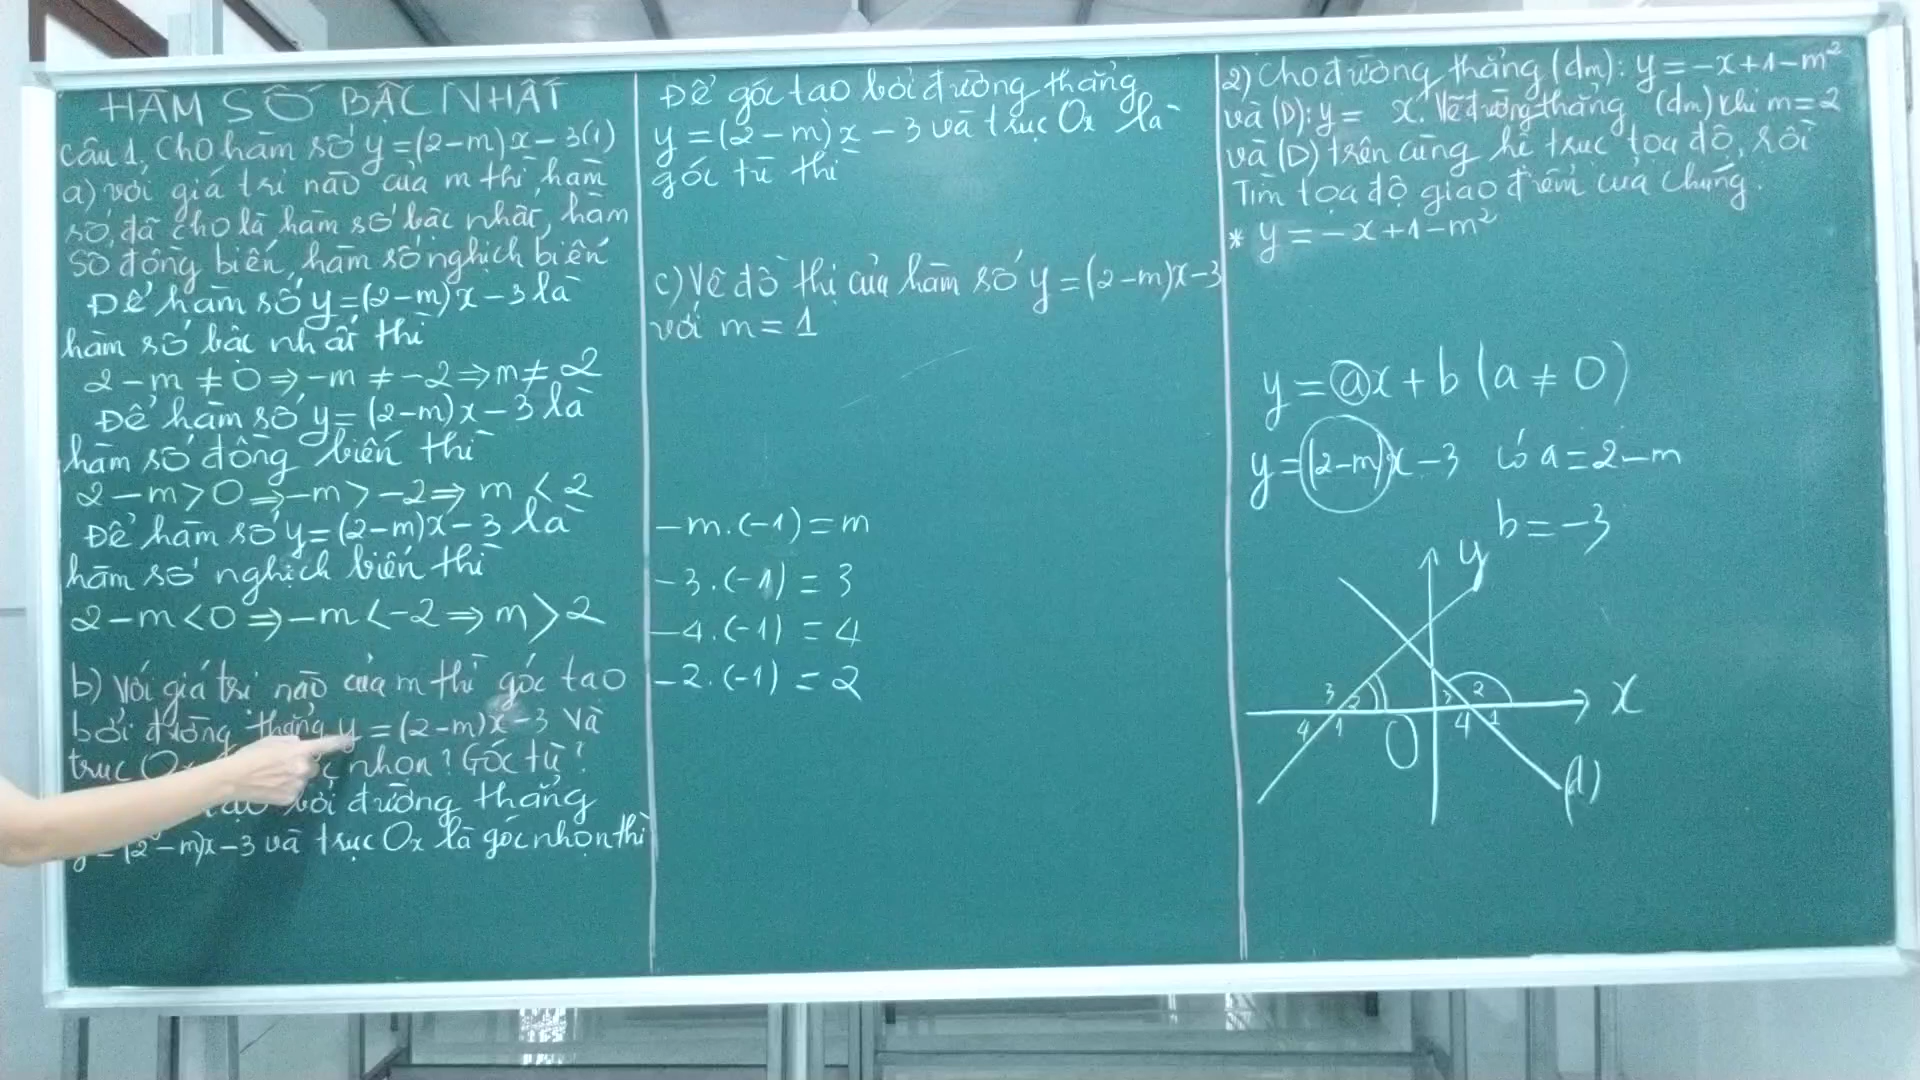 HÀM SỐ BẬC NHẤT
Câu 1. Cho hàm số y=(2-m)x-3(1)
a) với giá trị nào của m thì, hàm
số, đã cho là hàm số bậc nhất, hàm
số đồng biến, hàm số nghịch biến
Để hàm số y=(2-m)x-3 là
hàm số bậc nhất thì
2-m≠0⇒-m≠-2⇒m≠2
Để hàm số y=(2-m)x-3 là
hàm số đồng biến thì
2-m>0⇒-m>-2⇒m<2
Để hàm số y=(2-m)x-3 là
hàm số nghịch biến thì
2-m<0⇒-m<-2⇒m>2
b) Với giá trị nào của m thì góc tạo
bởi đường thẳng y=(2-m)x-3 và
trục Ox nhọn? Góc tù?
bởi đường thẳng
y=(2-m)x-3 và trục Ox là góc nhọn thì
Để góc tạo bởi đường thẳng
y=(2-m)x-3 và trục Ox là
góc tù thì
c) Vẽ đồ thị của hàm số y=(2-m)x-3
với m=1
-m.(-1)=m
-3.(-1)=3
-4.(-1)=4
-2.(-1)=2
2) Cho đường thẳng (dm): y=-x+1-m²
và (D): y= x. Vẽ đường thẳng (dm) khi m=2
và (D) trên cùng hệ trục tọa độ, rồi
Tìm tọa độ giao điểm của chúng.
* y=-x+1-m²
y=ax+b (a≠0)
y=(2-m)x-3 có a=2-m
b=-3
y
3 2 3 2 x
4 1 O 4 1
(d)